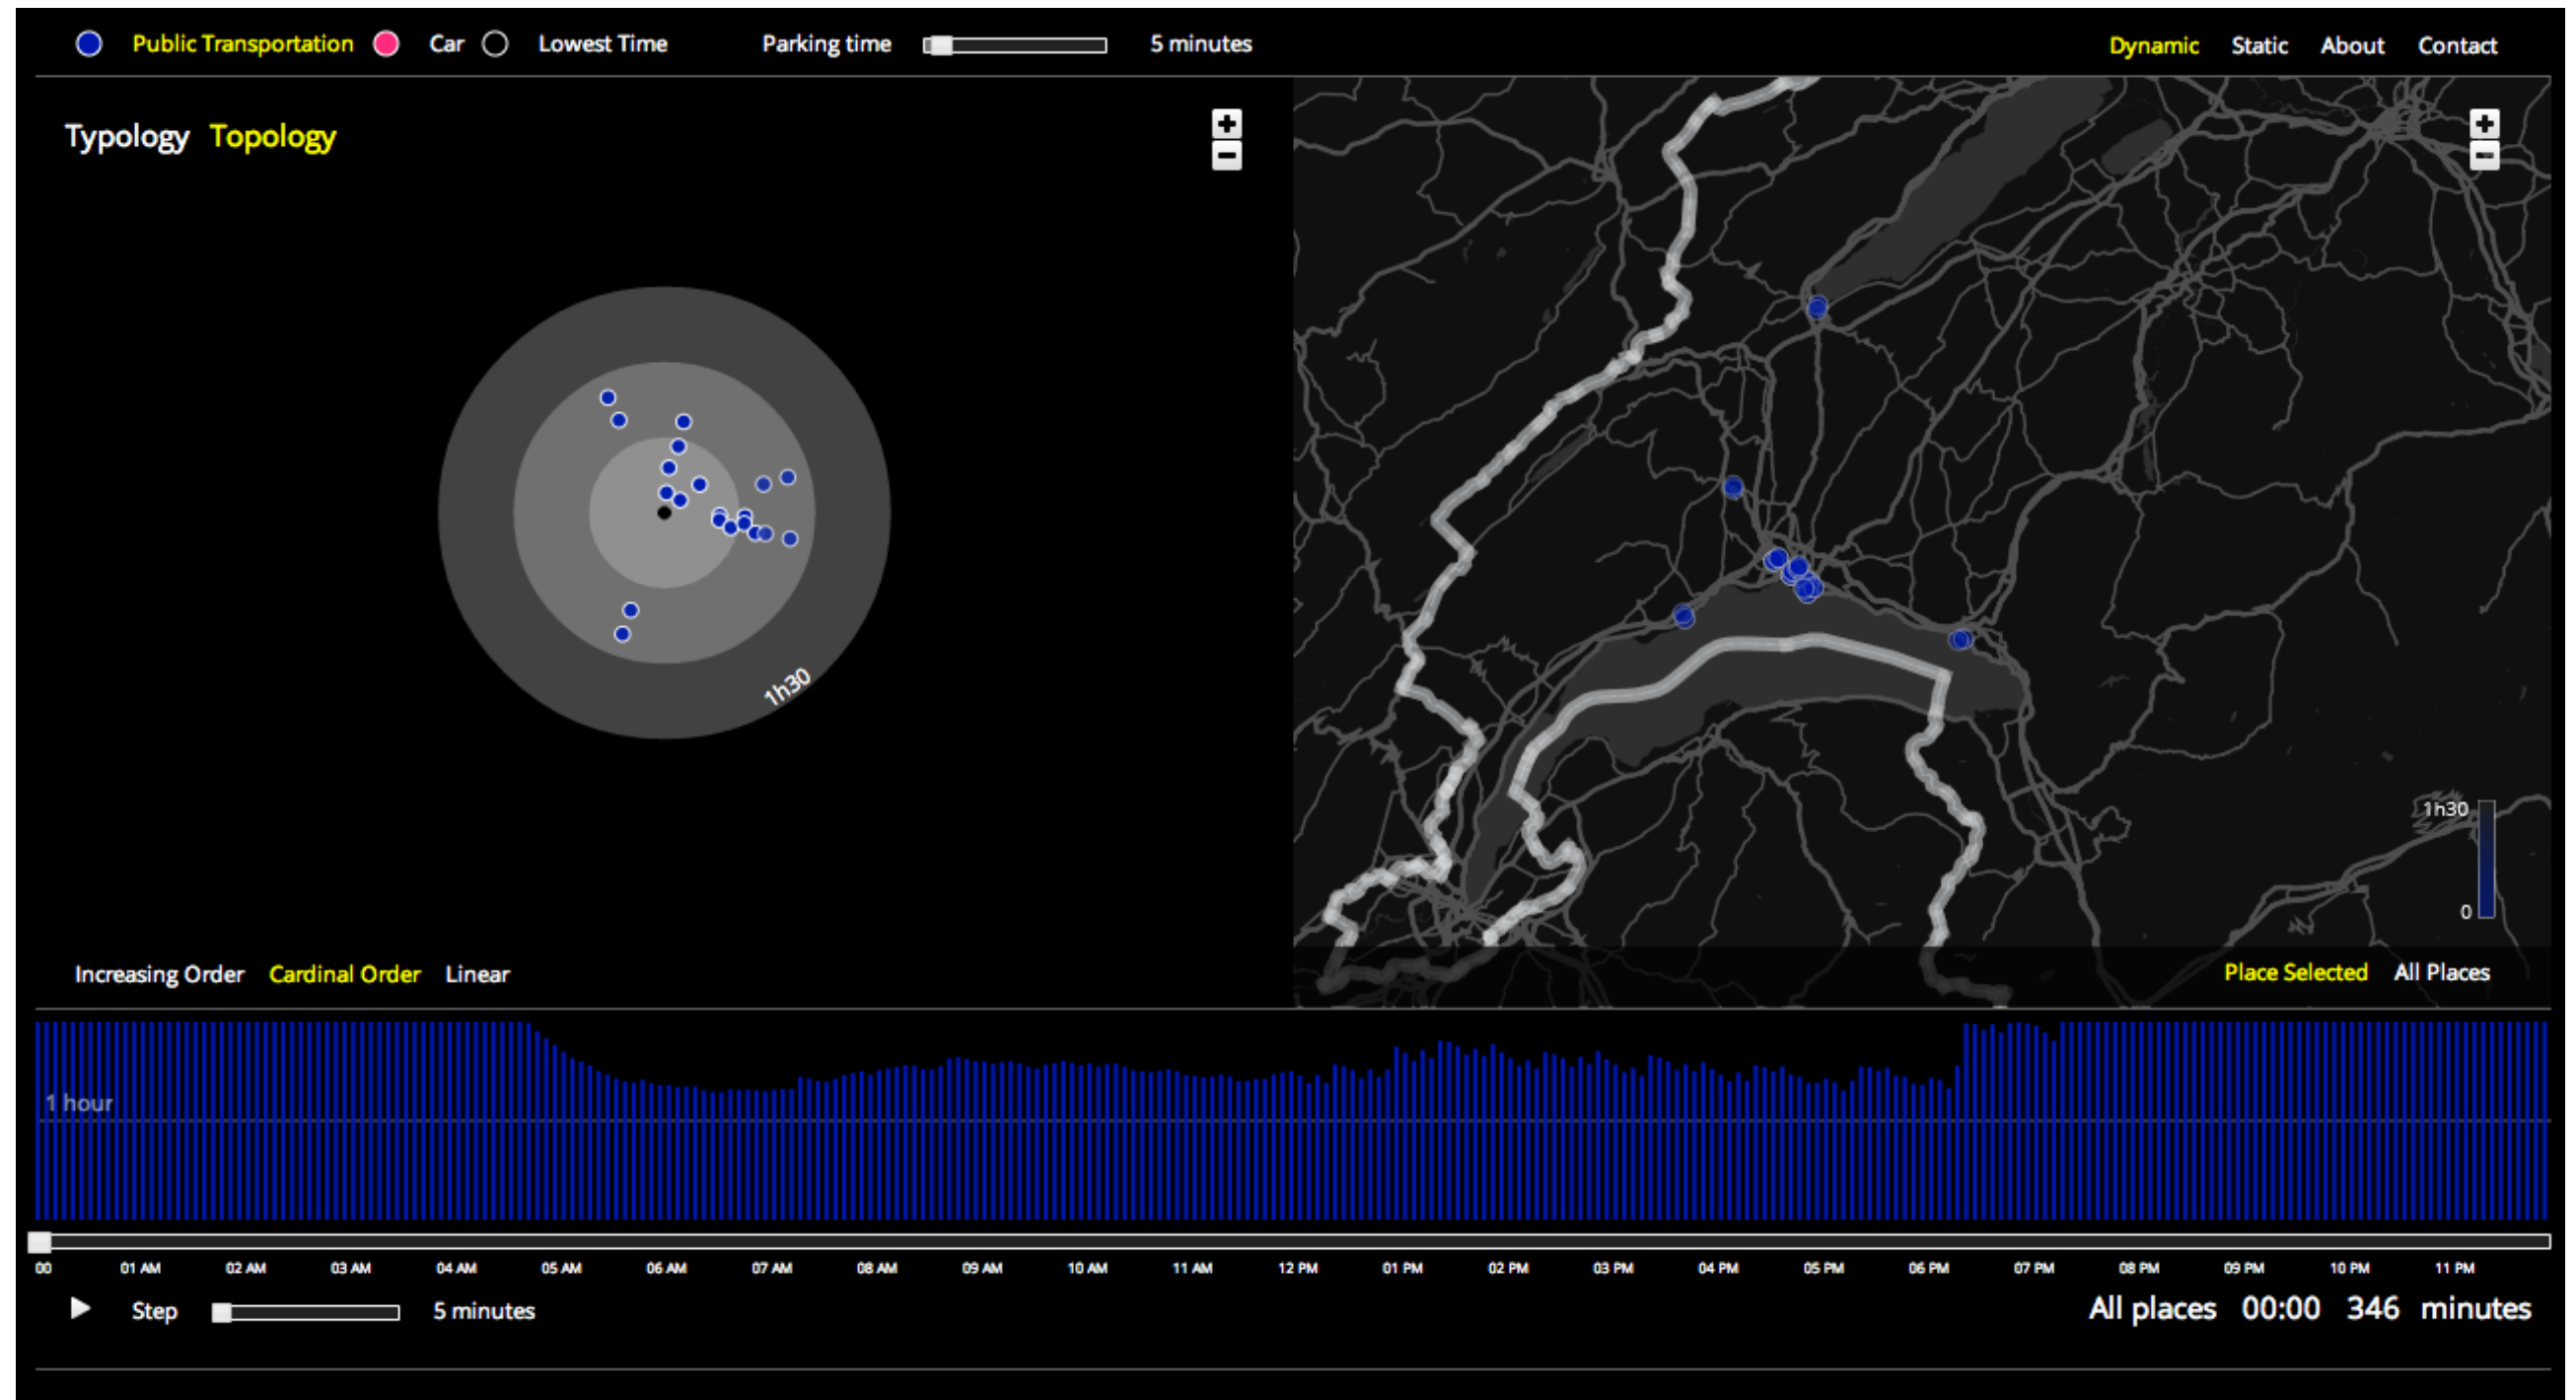 Public Transportation Car Lowest Time Parking time 5 minutes Dynamic Static About Contact
Typology Topology
+
-
+
-
1h30
1h30
0
Increasing Order Cardinal Order Linear
Place Selected All Places
1 hour
00 01 AM 02 AM 03 AM 04 AM 05 AM 06 AM 07 AM 08 AM 09 AM 10 AM 11 AM 12 PM 01 PM 02 PM 03 PM 04 PM 05 PM 06 PM 07 PM 08 PM 09 PM 10 PM 11 PM
Step 5 minutes
All places 00:00 346 minutes